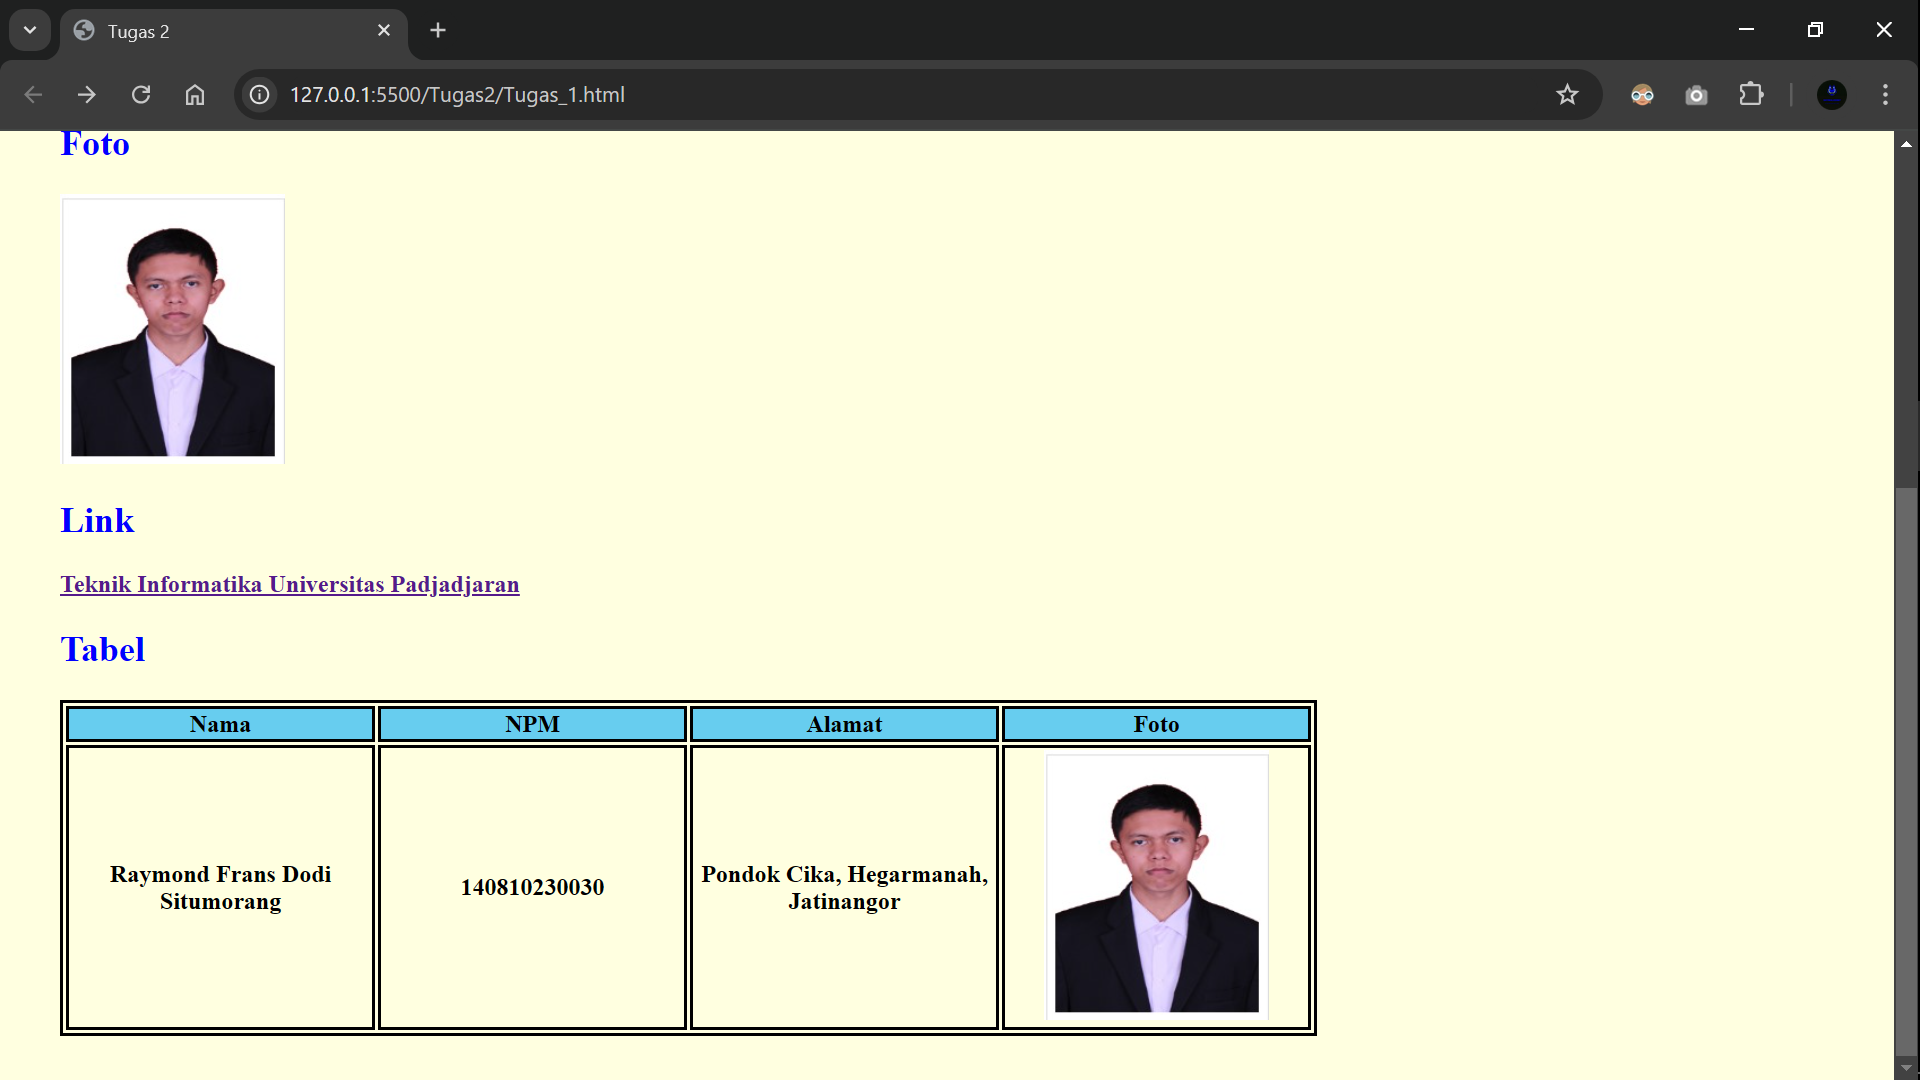 Tugas 2
127.0.0.1:5500/Tugas2/Tugas_1.html
Foto
Link
Teknik Informatika Universitas Padjadjaran
Tabel
Nama NPM Alamat Foto
Raymond Frans Dodi
Situmorang
140810230030
Pondok Cika, Hegarmanah,
Jatinangor